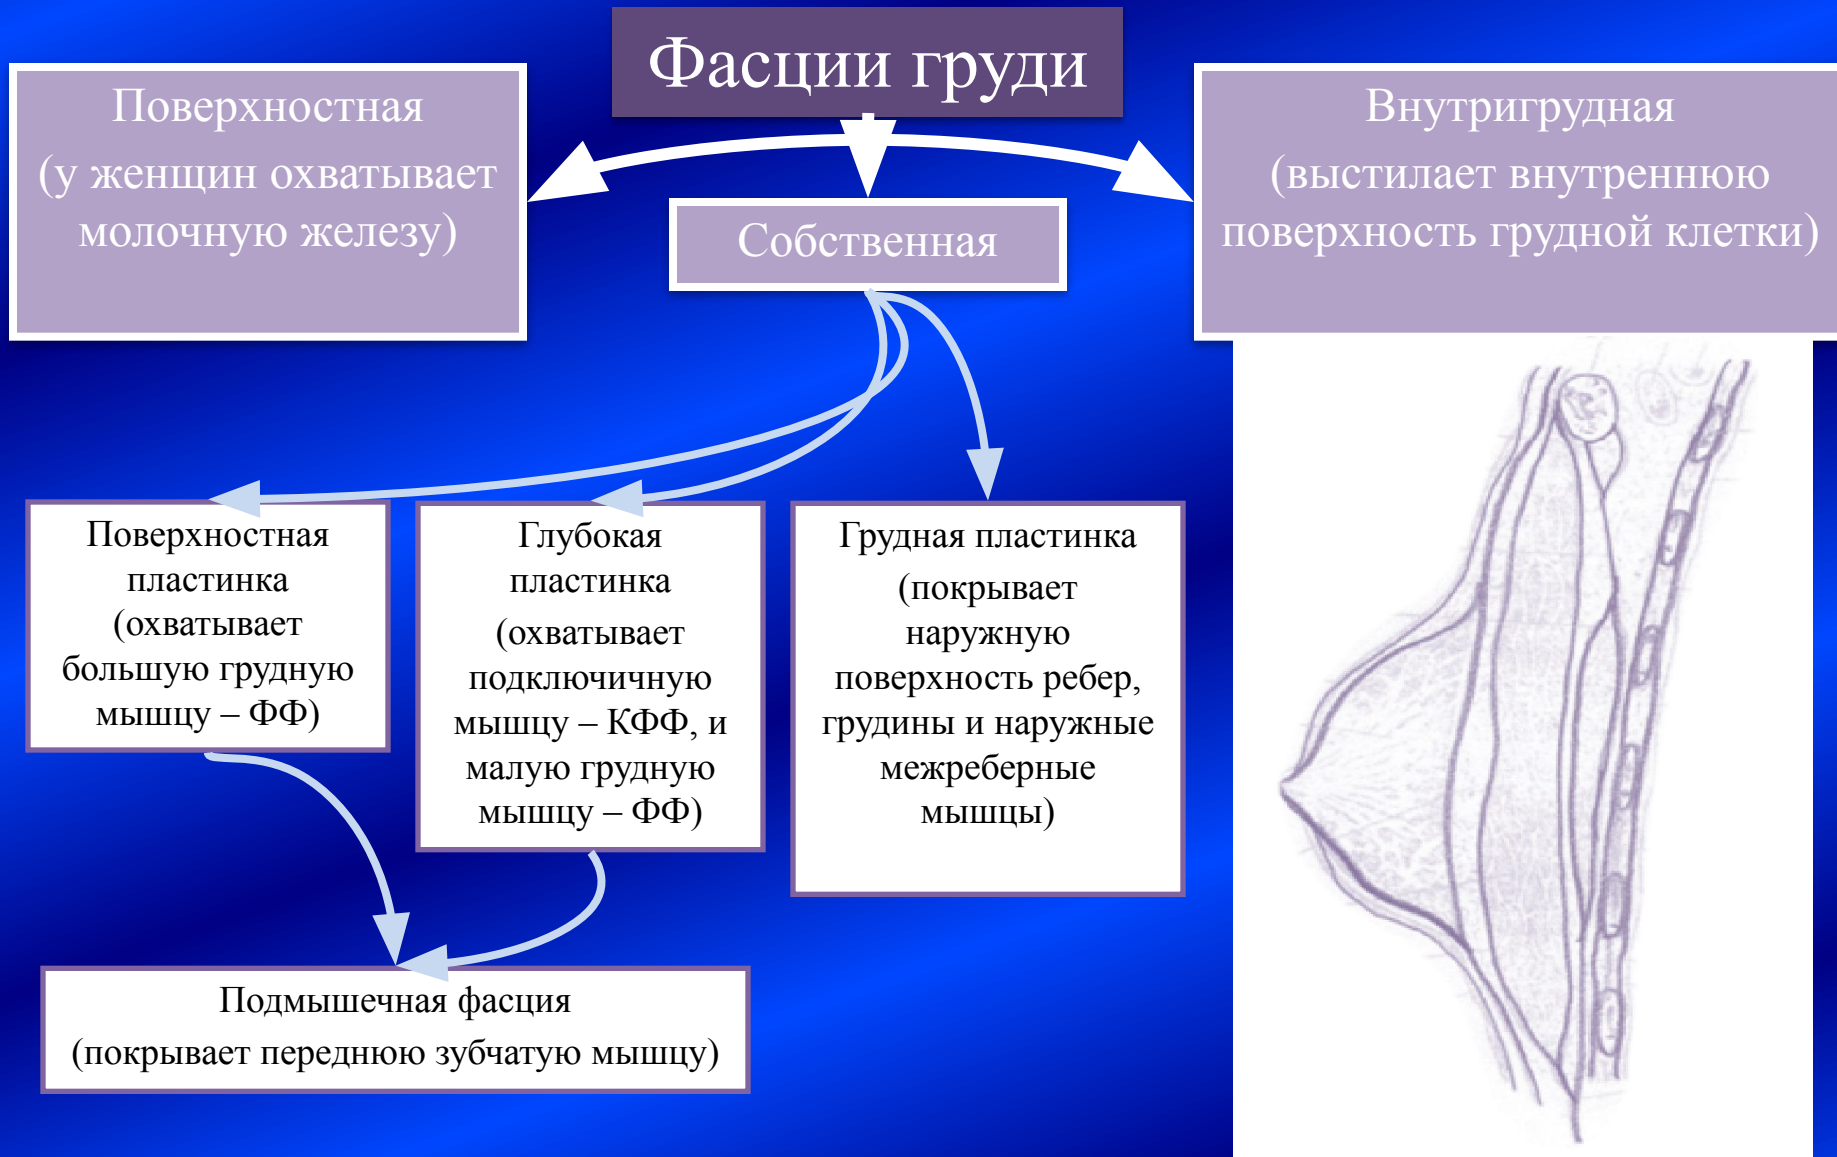 Фасции груди
Поверхностная
(у женщин охватывает
молочную железу)
Собственная
Внутригрудная
(выстилает внутреннюю
поверхность грудной клетки)
Поверхностная
пластинка
(охватывает
большую грудную
мышцу – ФФ)
Глубокая
пластинка
(охватывает
подключичную
мышцу – КФФ, и
малую грудную
мышцу – ФФ)
Грудная пластинка
(покрывает
наружную
поверхность ребер,
грудины и наружные
межреберные
мышцы)
Подмышечная фасция
(покрывает переднюю зубчатую мышцу)